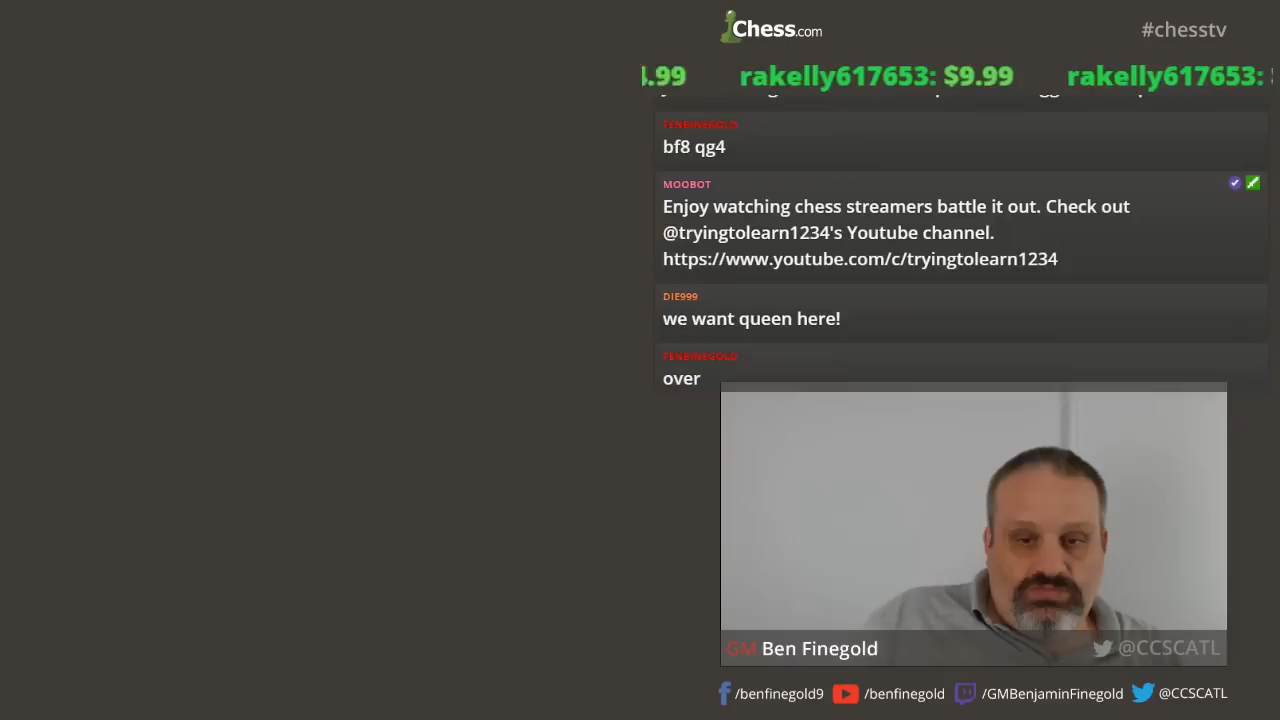 Chess.com
#chesstv
.99 rakelly617653: $9.99 rakelly617653:
FENBINEGOLD
bf8 qg4
MOOBOT
Enjoy watching chess streamers battle it out. Check out
@tryingtolearn1234's Youtube channel.
https://www.youtube.com/c/tryingtolearn1234
DIE999
we want queen here!
FENBINEGOLD
over
GM Ben Finegold
@CCSCATL
/benfinegold9 /benfinegold /GMBenjaminFinegold @CCSCATL